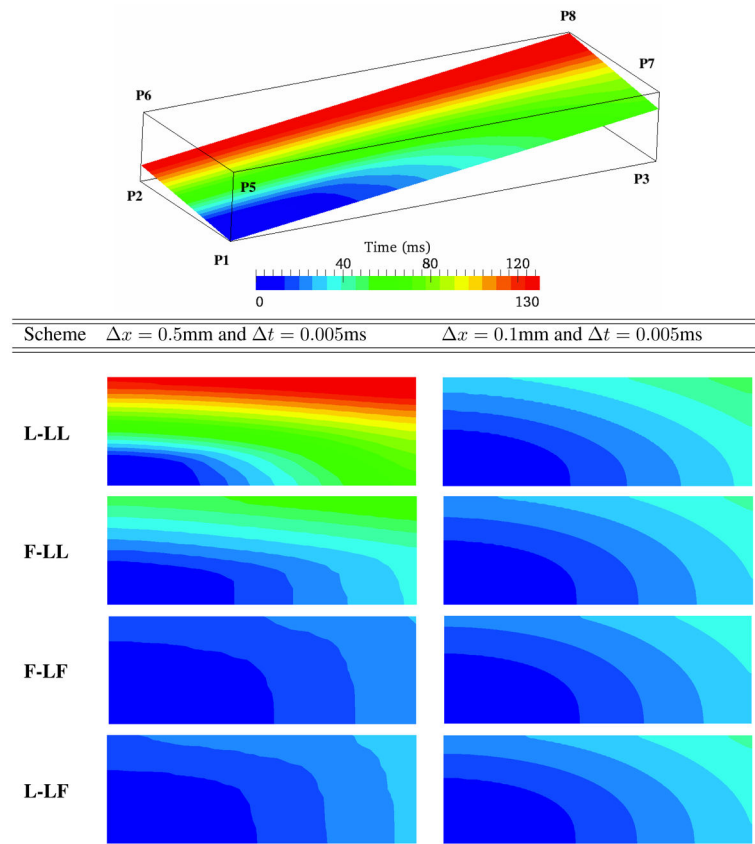 P8
P7
P6
P5
P2
P3
P1
Time (ms)
40 80 120
0 130
Scheme Δx = 0.5mm and Δt = 0.005ms Δx = 0.1mm and Δt = 0.005ms
L-LL
F-LL
F-LF
L-LF